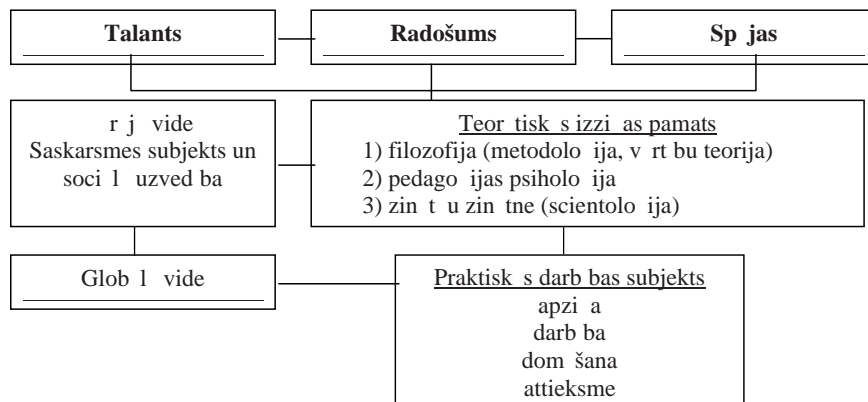 Talants
Radošums
Sp jas
r j vide
Saskarsmes subjekts un
soci l uzved ba
Teor tisk s izzi as pamats
1) filozofija (metodolo ija, v rt bu teorija)
2) pedago ijas psiholo ija
3) zin t u zin tne (scientolo ija)
Glob l vide
Praktisk s darb bas subjekts
apzi a
darb ba
dom šana
attieksme